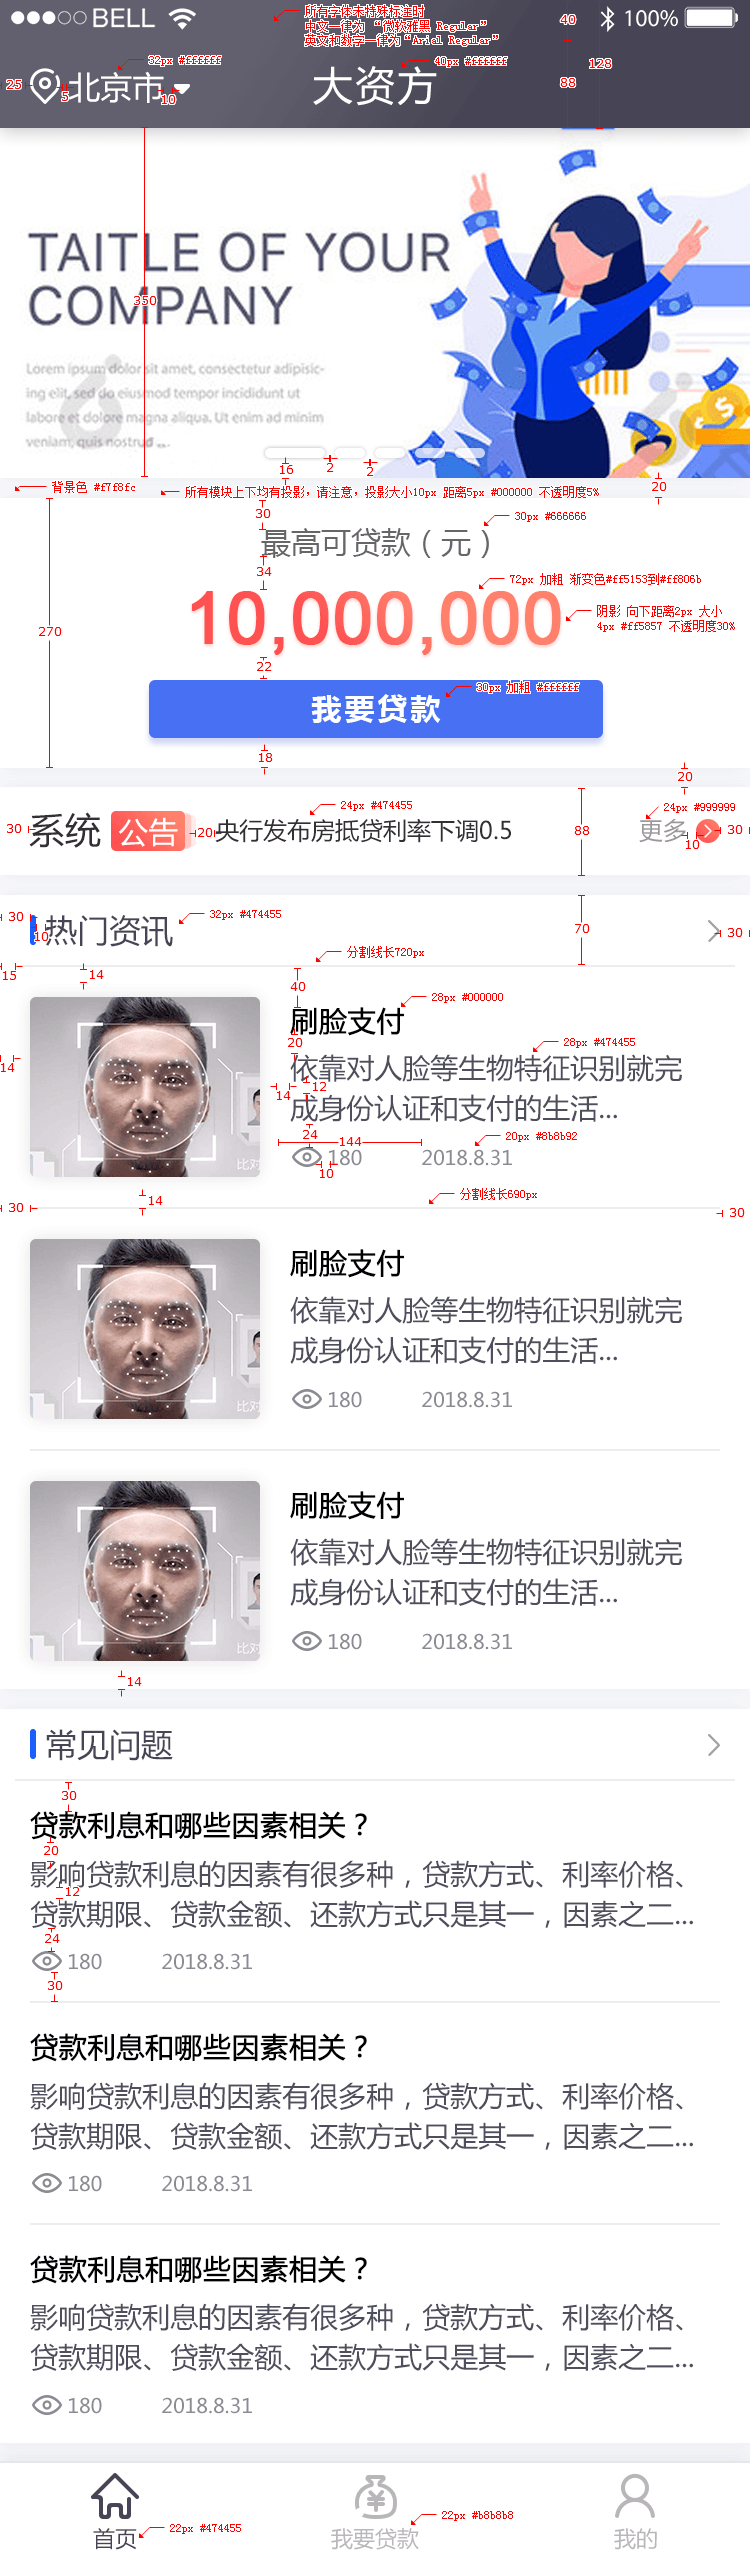 BELL
100%
所有字体未特殊标注时
中文一律为 “微软雅黑 Regular”
英文和数字一律为“Ariel Regular”
40
32px #ffffff
40px #ffffff
128
25
北京市
5
10
大资方
88
TAITLE OF YOUR
COMPANY
350
Lorem ipsum dolor sit amet, consectetur adipisic-
ing elit, sed do eiusmod tempor incididunt ut
labore et dolore magna aliqua. Ut enim ad minim
veniam, quis nostrud ...
16
2
2
20
背景色 #f7f8fc
所有模块上下均有投影，请注意，投影大小10px 距离5px #000000 不透明度5%
30
30px #666666
最高可贷款（元）
34
72px 加粗 渐变色#ff5153到#ff806b
10,000,000
阴影 向下距离2px 大小
4px #ff5857 不透明度30%
270
22
30px 加粗 #ffffff
我要贷款
18
20
24px #474455
24px #999999
30
系统
公告
20
央行发布房抵贷利率下调0.5
88
更多
10
30
30
10
热门资讯
32px #474455
70
30
分割线长720px
15
14
40
28px #000000
刷脸支付
20
28px #474455
依靠对人脸等生物特征识别就完
14
14
12
成身份认证和支付的生活...
24
144
20px #8b8b92
180
2018.8.31
10
比对
14
分割线长690px
30
30
刷脸支付
依靠对人脸等生物特征识别就完
成身份认证和支付的生活...
180
2018.8.31
比对
刷脸支付
依靠对人脸等生物特征识别就完
成身份认证和支付的生活...
180
2018.8.31
比对
14
常见问题
30
贷款利息和哪些因素相关？
20
影响贷款利息的因素有很多种，贷款方式、利率价格、
12
贷款期限、贷款金额、还款方式只是其一，因素之二...
24
180
2018.8.31
30
贷款利息和哪些因素相关？
影响贷款利息的因素有很多种，贷款方式、利率价格、
贷款期限、贷款金额、还款方式只是其一，因素之二...
180
2018.8.31
贷款利息和哪些因素相关？
影响贷款利息的因素有很多种，贷款方式、利率价格、
贷款期限、贷款金额、还款方式只是其一，因素之二...
180
2018.8.31
首页
22px #474455
我要贷款
22px #b8b8b8
我的